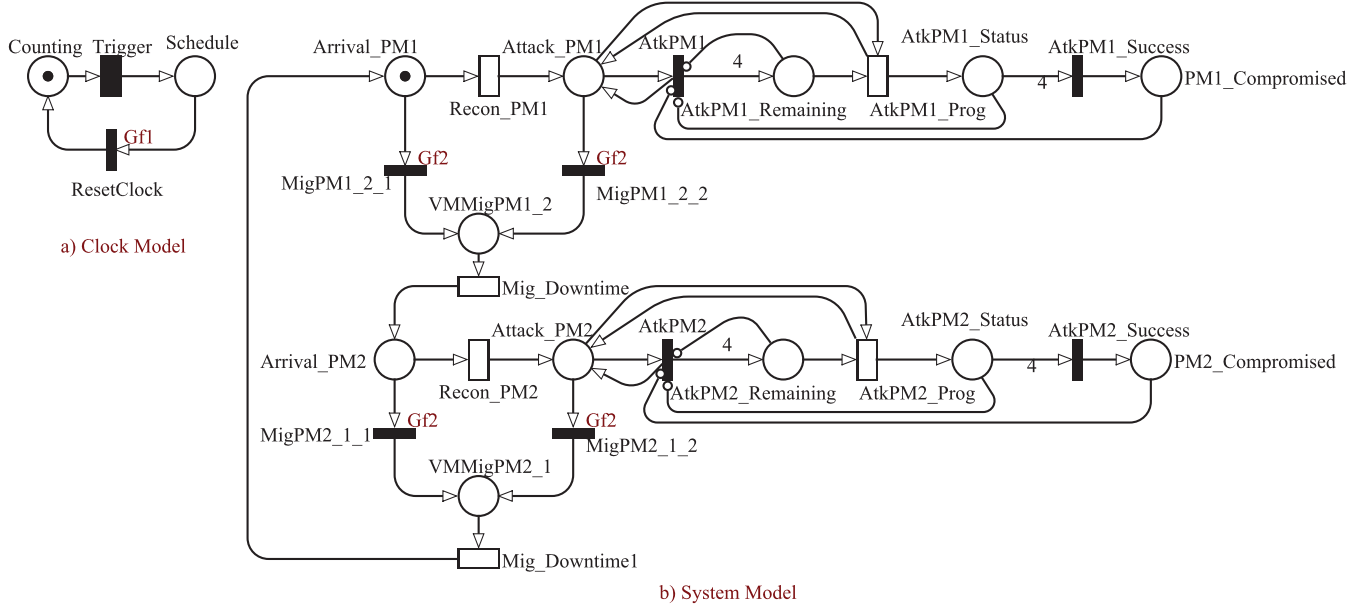 Counting
Trigger
Schedule
Gf1
ResetClock
a) Clock Model
Arrival_PM1
Recon_PM1
Attack_PM1
AtkPM1
4
AtkPM1_Remaining
AtkPM1_Prog
AtkPM1_Status
4
AtkPM1_Success
PM1_Compromised
Gf2
MigPM1_2_1
Gf2
MigPM1_2_2
VMMigPM1_2
Mig_Downtime
Arrival_PM2
Recon_PM2
Attack_PM2
AtkPM2
4
AtkPM2_Remaining
AtkPM2_Prog
AtkPM2_Status
4
AtkPM2_Success
PM2_Compromised
Gf2
MigPM2_1_1
Gf2
MigPM2_1_2
VMMigPM2_1
Mig_Downtime1
b) System Model